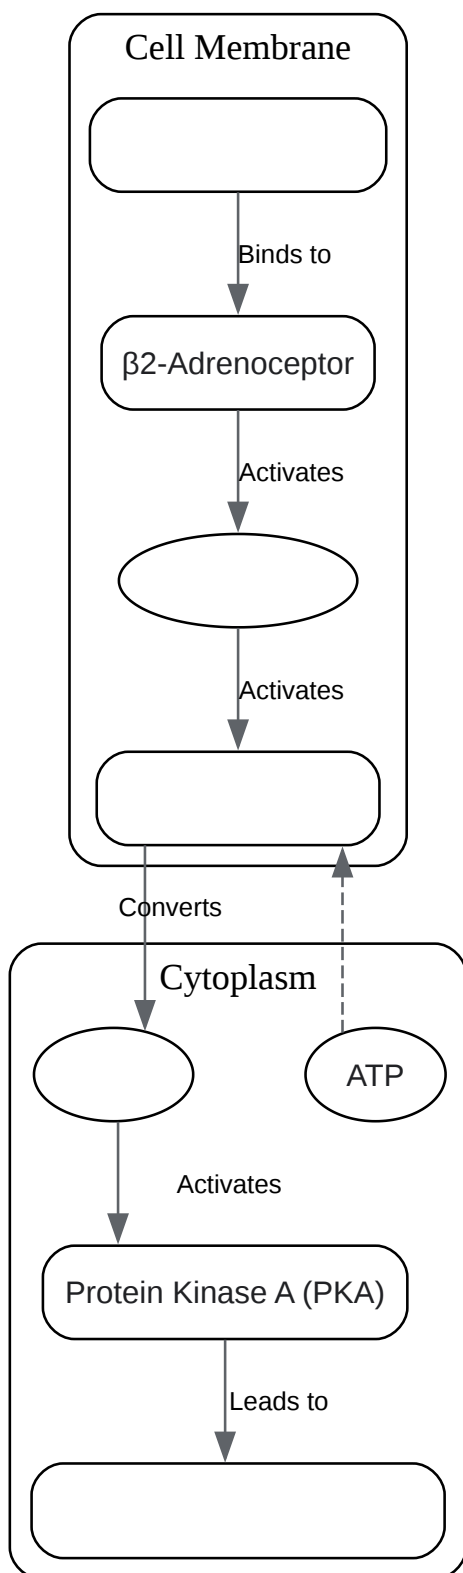 Cell Membrane
Binds to
β2-Adrenoceptor
Activates
Activates
Converts
Cytoplasm
ATP
Activates
Protein Kinase A (PKA)
Leads to